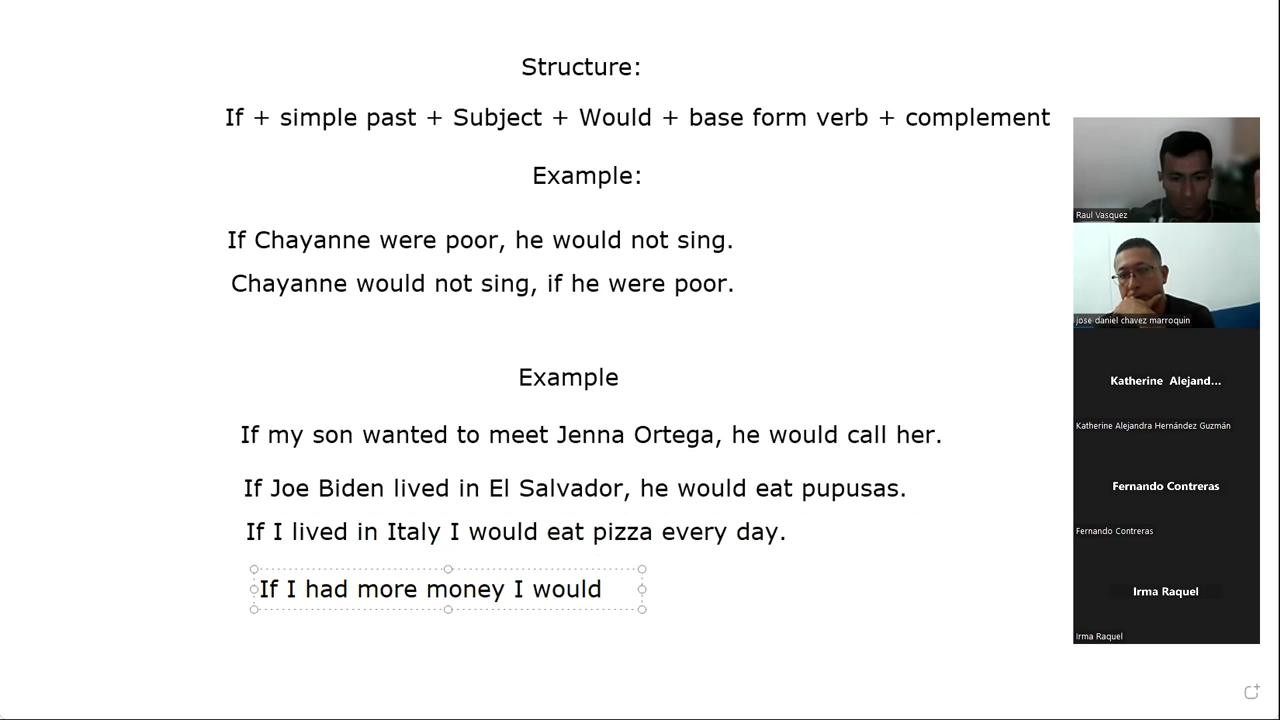 Structure:
If + simple past + Subject + Would + base form verb + complement
Example:
If Chayanne were poor, he would not sing.
Chayanne would not sing, if he were poor.
Example
If my son wanted to meet Jenna Ortega, he would call her.
If Joe Biden lived in El Salvador, he would eat pupusas.
If I lived in Italy I would eat pizza every day.
If I had more money I would
Raul Vasquez
jose daniel chavez marroquin
Katherine Alejand...
Katherine Alejandra Hernández Guzmán
Fernando Contreras
Fernando Contreras
Irma Raquel
Irma Raquel